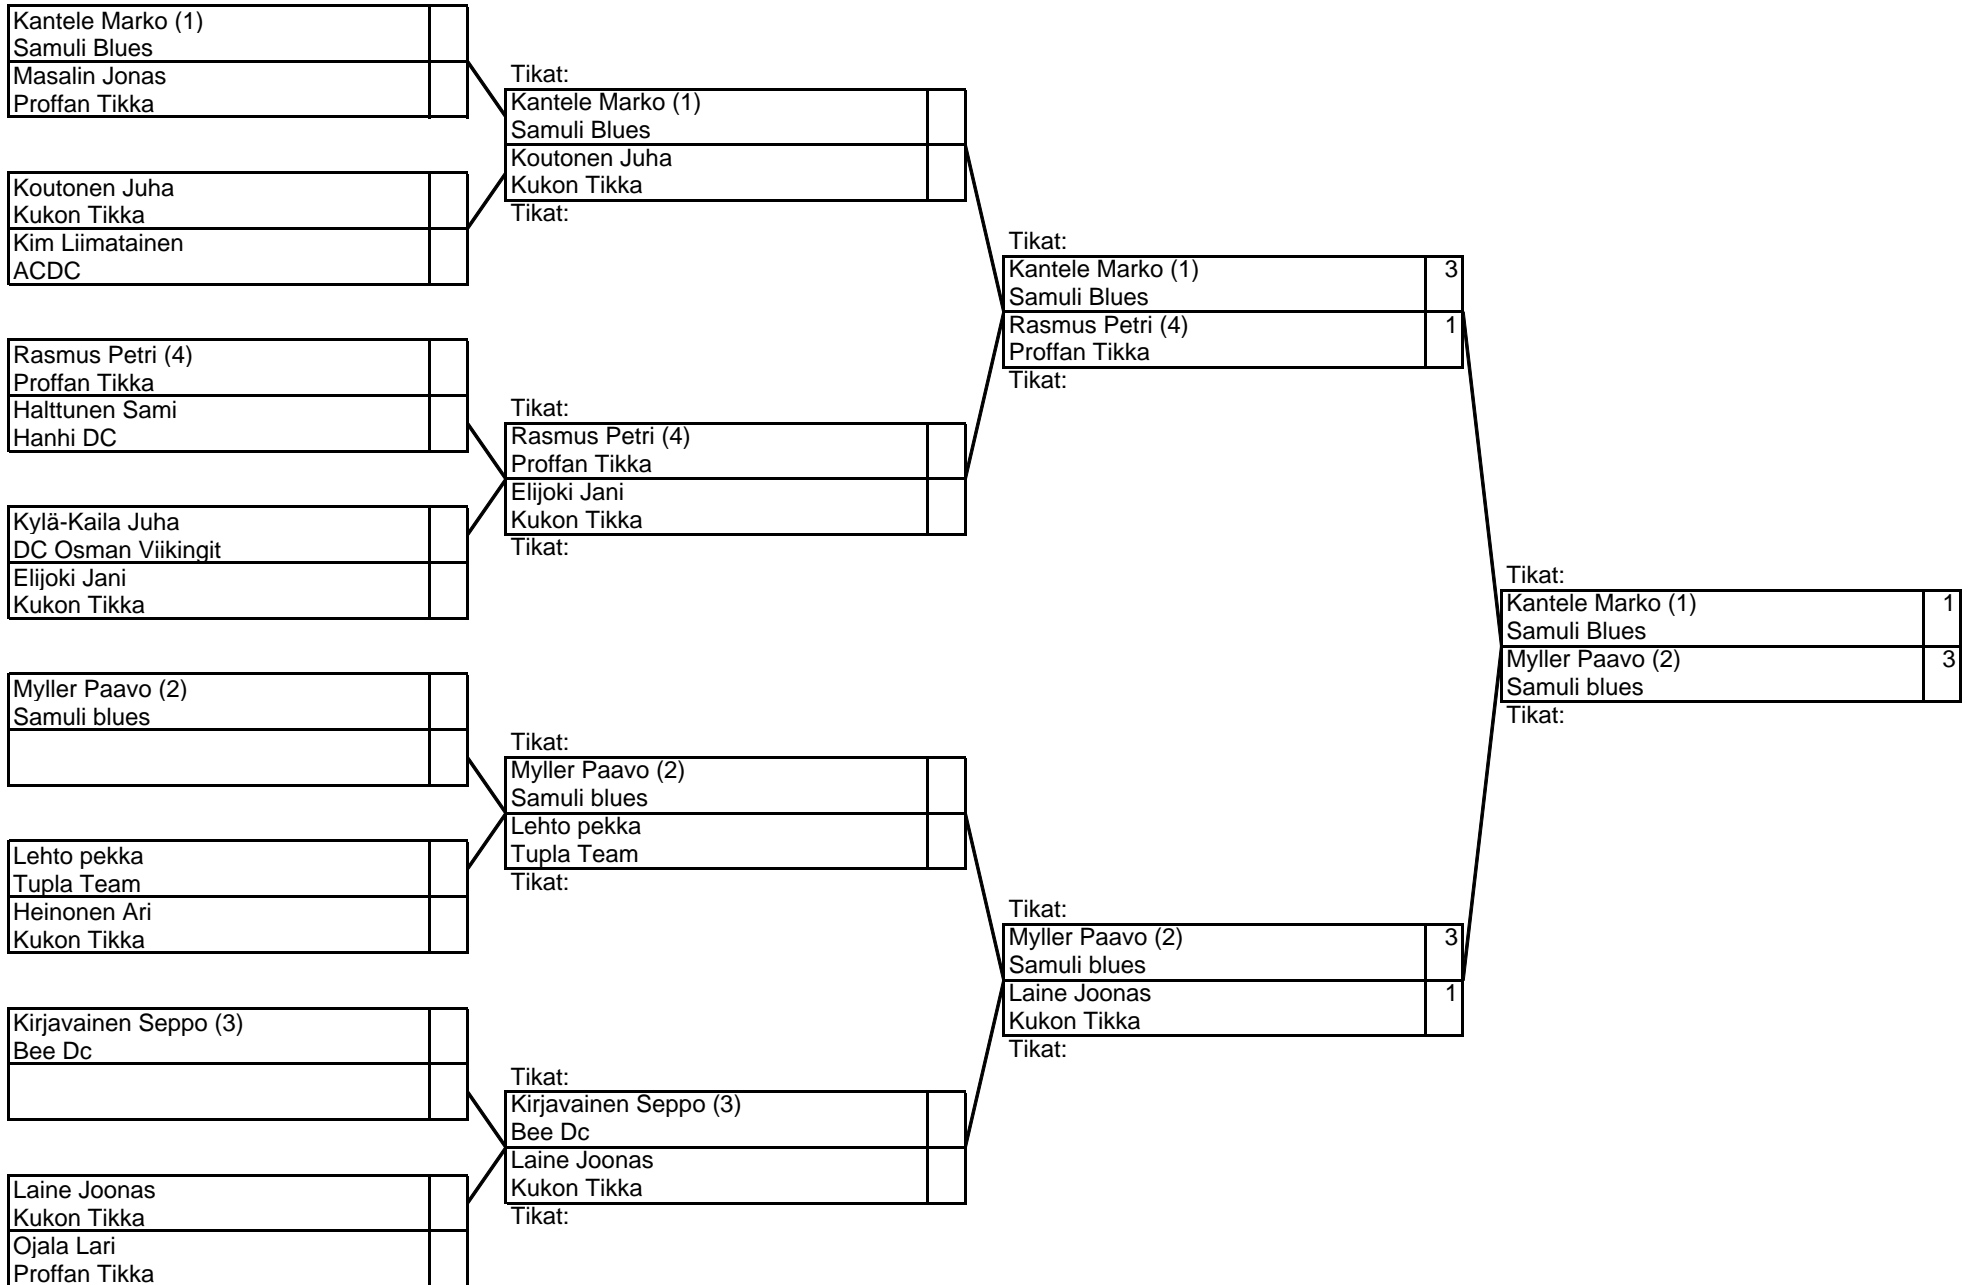 Kantele Marko (1)
Samuli Blues
Masalin Jonas
Proffan Tikka
Koutonen Juha
Kukon Tikka
Kim Liimatainen
ACDC
Rasmus Petri (4)
Proffan Tikka
Halttunen Sami
Hanhi DC
Kylä-Kaila Juha
DC Osman Viikingit
Elijoki Jani
Kukon Tikka
Myller Paavo (2)
Samuli blues
Lehto pekka
Tupla Team
Heinonen Ari
Kukon Tikka
Kirjavainen Seppo (3)
Bee Dc
Laine Joonas
Kukon Tikka
Ojala Lari
Proffan Tikka
Tikat:
Kantele Marko (1)
Samuli Blues
Koutonen Juha
Kukon Tikka
Tikat:
Tikat:
Rasmus Petri (4)
Proffan Tikka
Elijoki Jani
Kukon Tikka
Tikat:
Tikat:
Myller Paavo (2)
Samuli blues
Lehto pekka
Tupla Team
Tikat:
Tikat:
Kirjavainen Seppo (3)
Bee Dc
Laine Joonas
Kukon Tikka
Tikat:
Tikat:
Kantele Marko (1) 3
Samuli Blues
Rasmus Petri (4) 1
Proffan Tikka
Tikat:
Tikat:
Myller Paavo (2) 3
Samuli blues
Laine Joonas 1
Kukon Tikka
Tikat:
Tikat:
Kantele Marko (1) 1
Samuli Blues
Myller Paavo (2) 3
Samuli blues
Tikat: